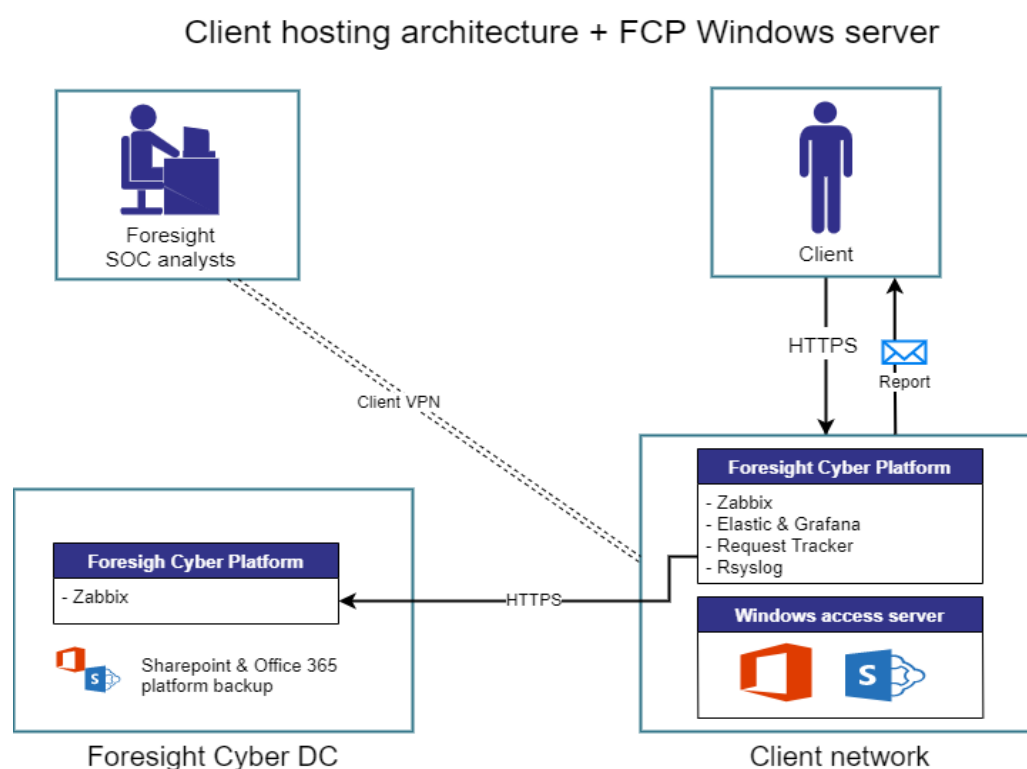 Client hosting architecture + FCP Windows server
Foresight
SOC analysts
Client
HTTPS
Report
Client VPN
Foresight Cyber Platform
- Zabbix
- Elastic & Grafana
- Request Tracker
- Rsyslog
Foresigh Cyber Platform
- Zabbix
HTTPS
Windows access server
S
S
Sharepoint & Office 365
platform backup
Foresight Cyber DC
Client network